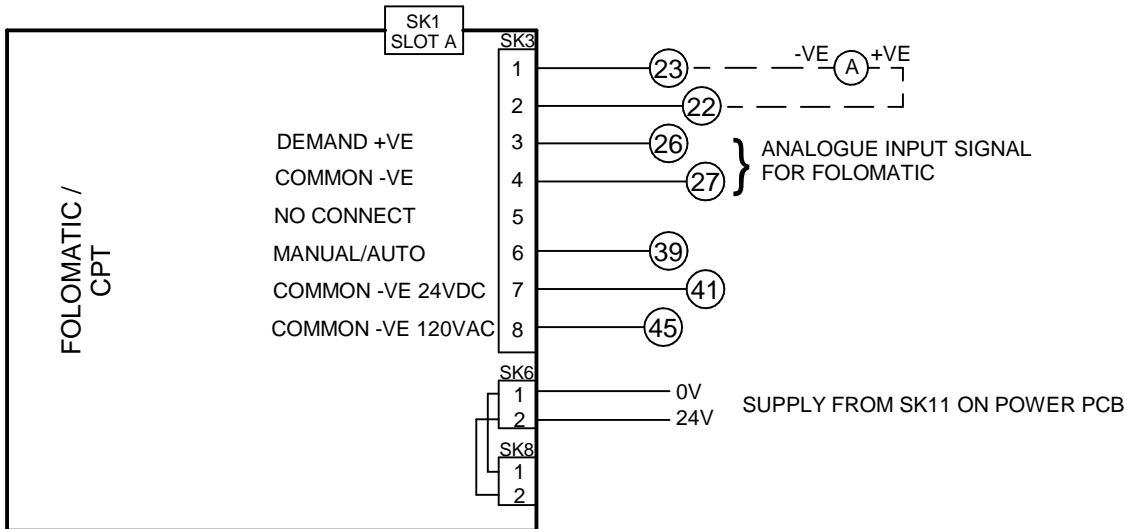 SK1
SLOT A
SK3
1
23
-VE
A
+VE
2
22
DEMAND +VE
3
26
ANALOGUE INPUT SIGNAL
FOR FOLOMATIC
COMMON -VE
4
27
NO CONNECT
5
MANUAL/AUTO
6
39
COMMON -VE 24VDC
7
41
COMMON -VE 120VAC
8
45
FOLOMATIC /
CPT
SK6
1
0V
2
24V
SUPPLY FROM SK11 ON POWER PCB
SK8
1
2